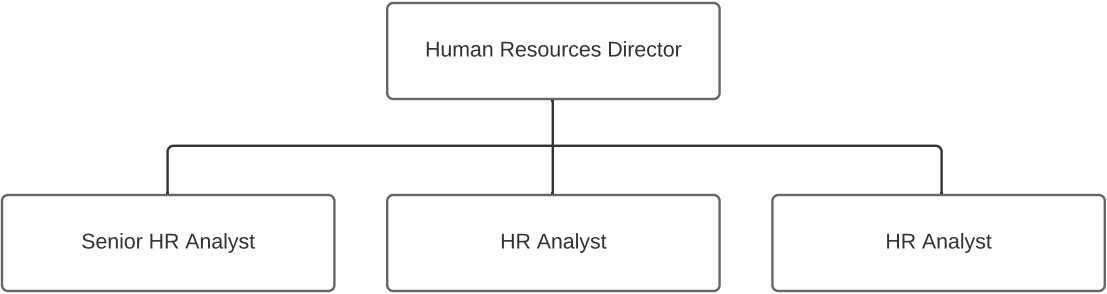 Human Resources Director
Senior HR Analyst
HR Analyst
HR Analyst